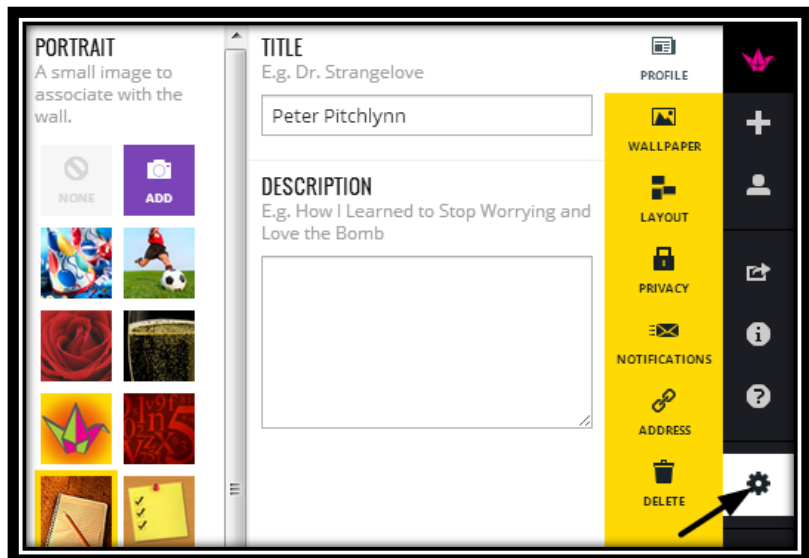 PORTRAIT
A small image to
associate with the
wall.
NONE
ADD
TITLE
E.g. Dr. Strangelove
Peter Pitchlynn
DESCRIPTION
E.g. How I Learned to Stop Worrying and
Love the Bomb
PROFILE
WALLPAPER
LAYOUT
PRIVACY
NOTIFICATIONS
ADDRESS
DELETE